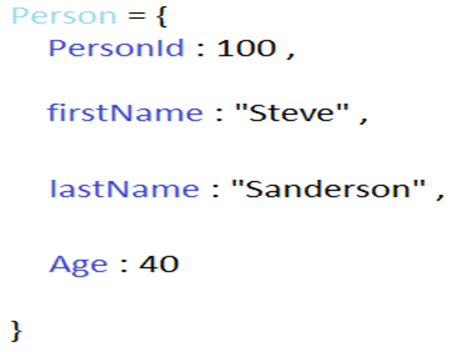 Person = {
PersonId : 100 ,
firstName : "Steve" ,
lastName : "Sanderson" ,
Age : 40
}